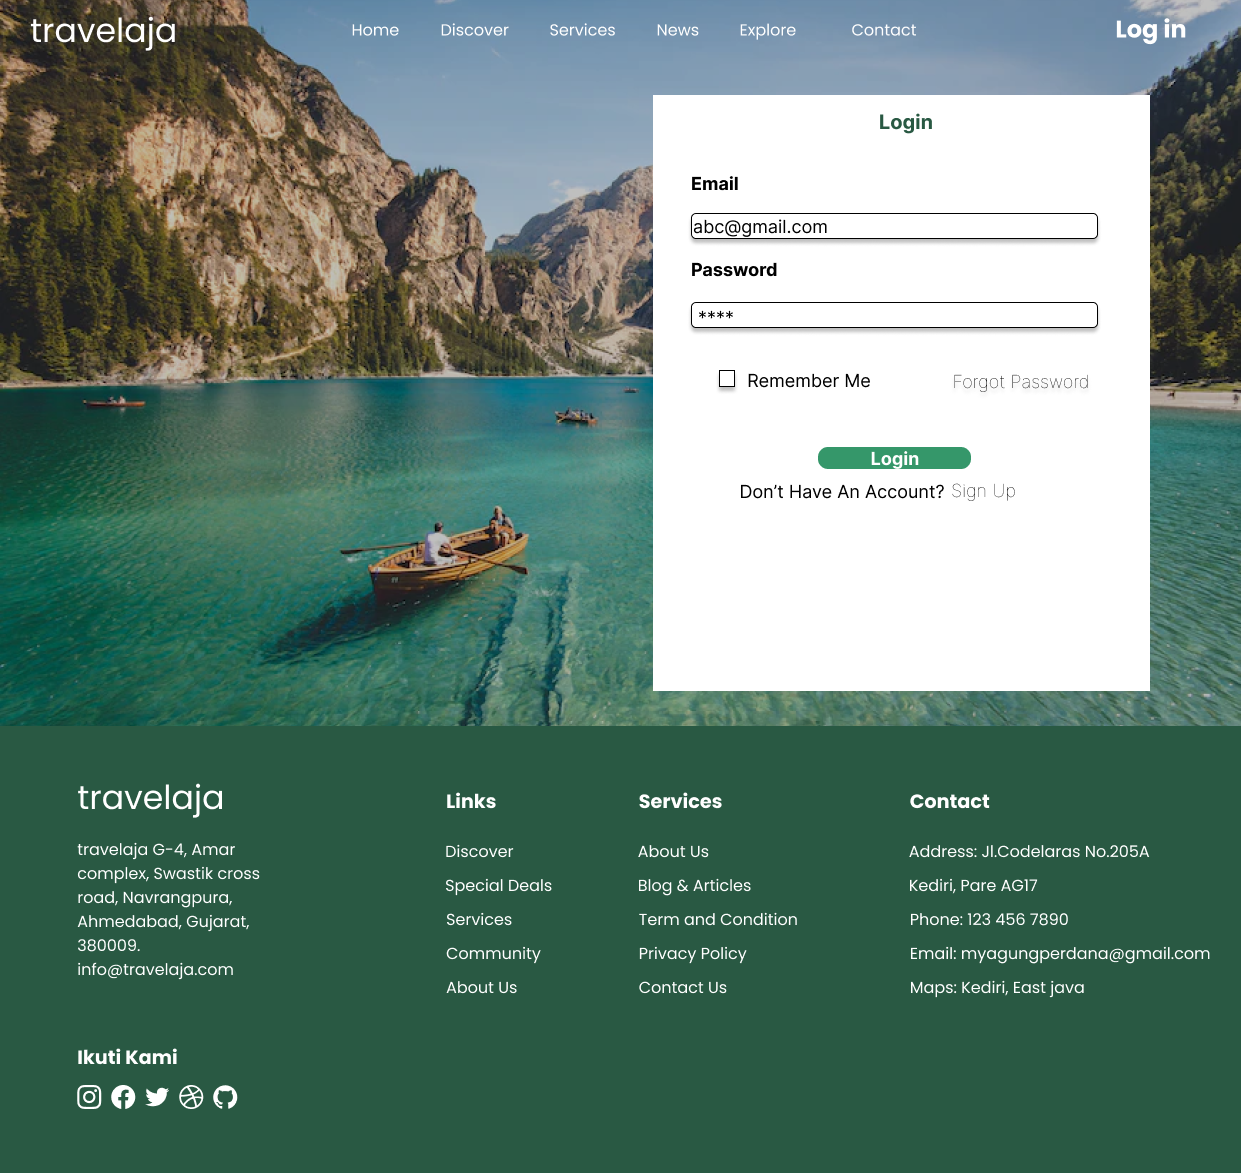 travelaja
Home Discover Services News Explore Contact
Log in
Login
Email
abc@gmail.com
Password
****
Remember Me Forgot Password
Login
Don’t Have An Account? Sign Up
travelaja
travelaja G-4, Amar
complex, Swastik cross
road, Navrangpura,
Ahmedabad, Gujarat,
380009.
info@travelaja.com
Ikuti Kami
Links
Discover
Special Deals
Services
Community
About Us
Services
About Us
Blog & Articles
Term and Condition
Privacy Policy
Contact Us
Contact
Address: Jl.Codelaras No.205A
Kediri, Pare AG17
Phone: 123 456 7890
Email: myagungperdana@gmail.com
Maps: Kediri, East java